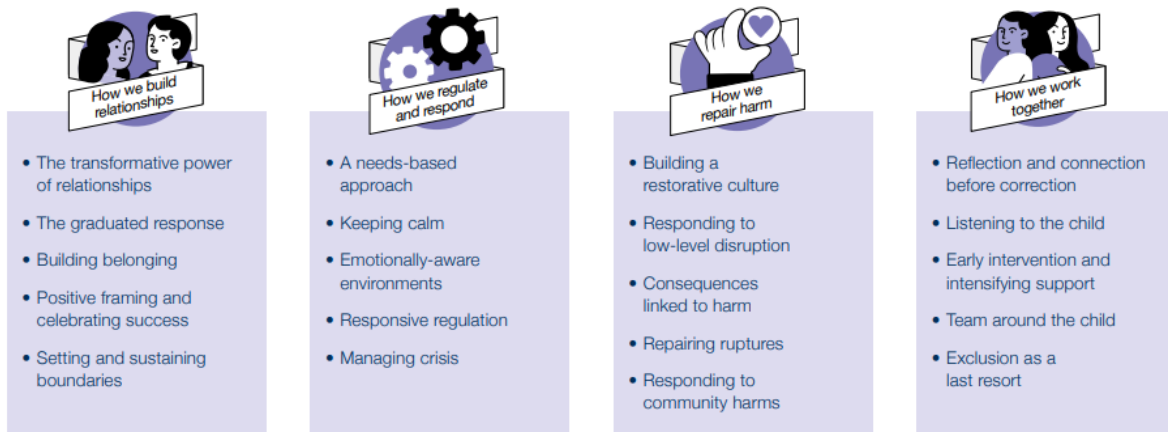 How we build
relationships
• The transformative power
of relationships
• The graduated response
• Building belonging
• Positive framing and
celebrating success
• Setting and sustaining
boundaries
How we regulate
and respond
• A needs-based
approach
• Keeping calm
• Emotionally-aware
environments
• Responsive regulation
• Managing crisis
How we
repair harm
• Building a
restorative culture
• Responding to
low-level disruption
• Consequences
linked to harm
• Repairing ruptures
• Responding to
community harms
How we work
together
• Reflection and connection
before correction
• Listening to the child
• Early intervention and
intensifying support
• Team around the child
• Exclusion as a
last resort